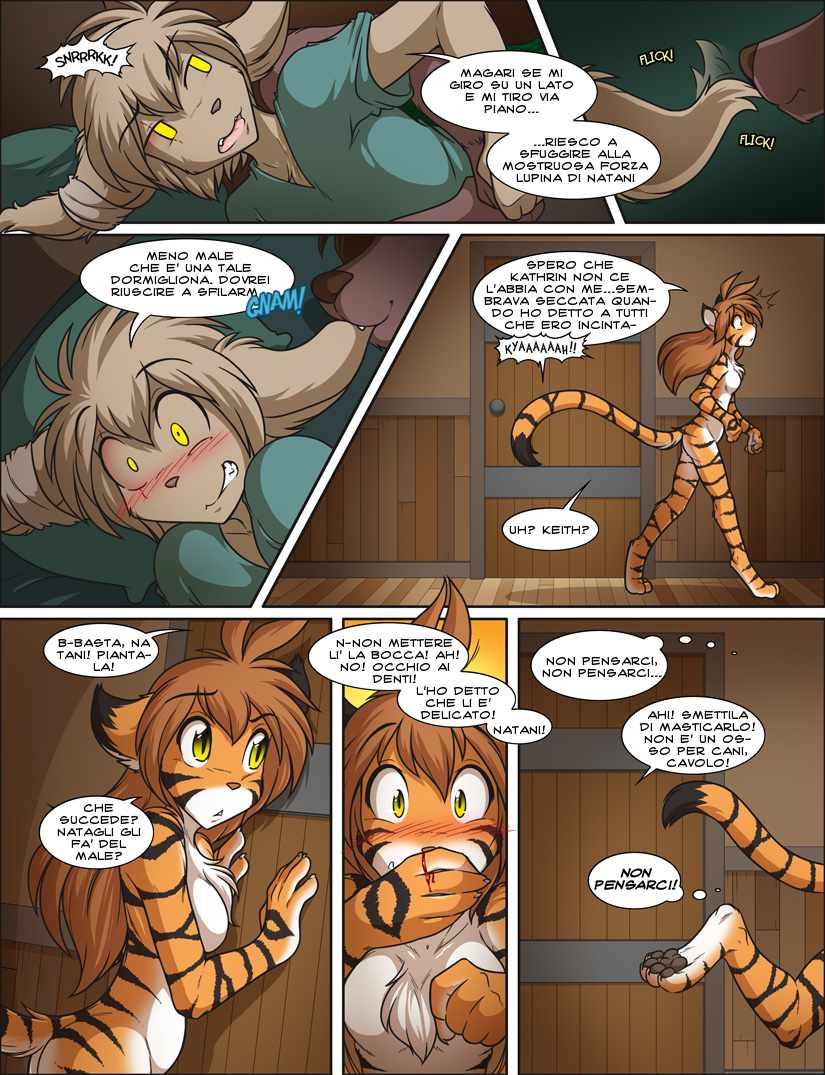 SNRRRKK!
MAGARI SE MI
GIRO SU UN LATO
E MI TIRO VIA
PIANO...
...RIESCO A
SFUGGIRE ALLA
MOSTRUOSA FORZA
LUPINA DI NATANI
FLICK!
FLICK!
MENO MALE
CHE E' UNA TALE
DORMIGLIONA. DOVREI
RIUSCIRE A SFILARM
GNAM!
SPERO CHE
KATHRIN NON CE
L'ABBIA CON ME...SEM-
BRAVA SECCATA QUAN-
DO HO DETTO A TUTTI
CHE ERO INCINTA-
KYAAAAAAH!!
UH? KEITH?
B-BASTA, NA
TANI! PIANTA-
LA!
CHE
SUCCEDE?
NATAGLI GLI
FA' DEL
MALE?
N-NON METTERE
LI' LA BOCCA! AH!
NO! OCCHIO AI
DENTI!
L'HO DETTO
CHE LI E'
DELICATO!
NATANI!
NON PENSARCI,
NON PENSARCI...
AHI! SMETTILA
DI MASTICARLO!
NON E' UN OS-
SO PER CANI,
CAVOLO!
NON
PENSARCI!